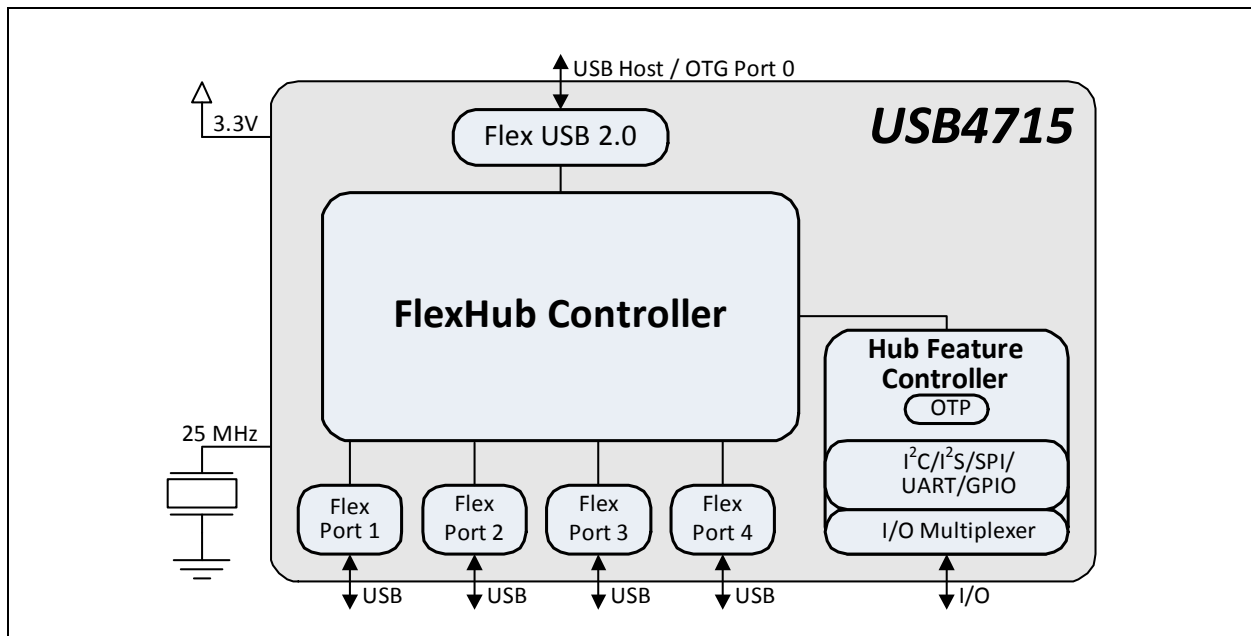 USB Host / OTG Port 0
3.3V
Flex USB 2.0
USB4715
FlexHub Controller
Hub Feature
Controller
OTP
25 MHz
I²C/I²S/SPI/
UART/GPIO
Flex
Port 1
Flex
Port 2
Flex
Port 3
Flex
Port 4
I/O Multiplexer
USB
USB
USB
USB
I/O